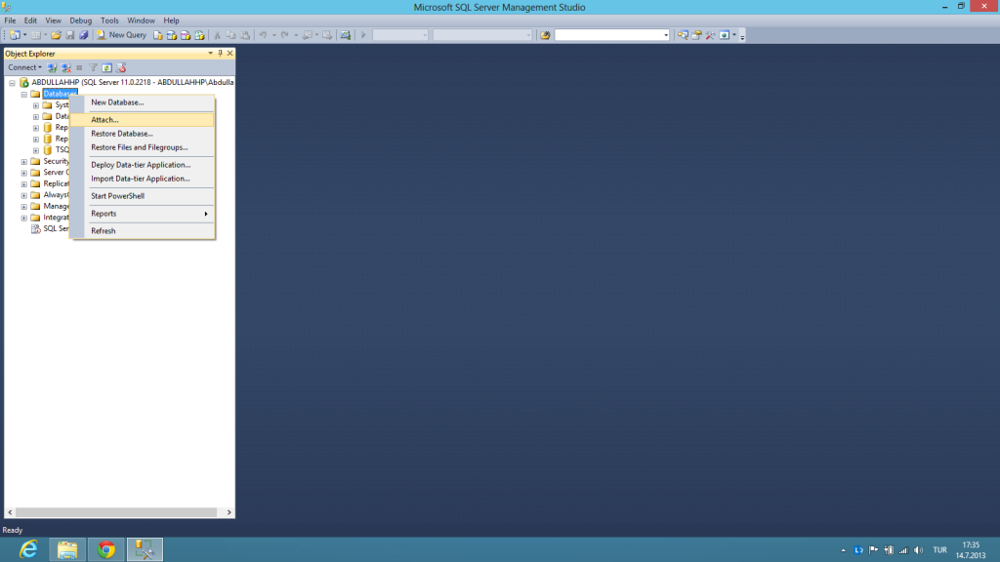 Microsoft SQL Server Management Studio
File Edit View Debug Tools Window Help
New Query
Object Explorer
Connect
ABDULLAHHP (SQL Server 11.0.2218 - ABDULLAHHP\Abdulla
Databases
Syst
Data
Rep
Rep
TSQ
Security
Server O
Replicat
Always
Manage
Integrat
SQL Ser
New Database...
Attach...
Restore Database...
Restore Files and Filegroups...
Deploy Data-tier Application...
Import Data-tier Application...
Start PowerShell
Reports
Refresh
Ready
TUR
17:35
14.7.2013